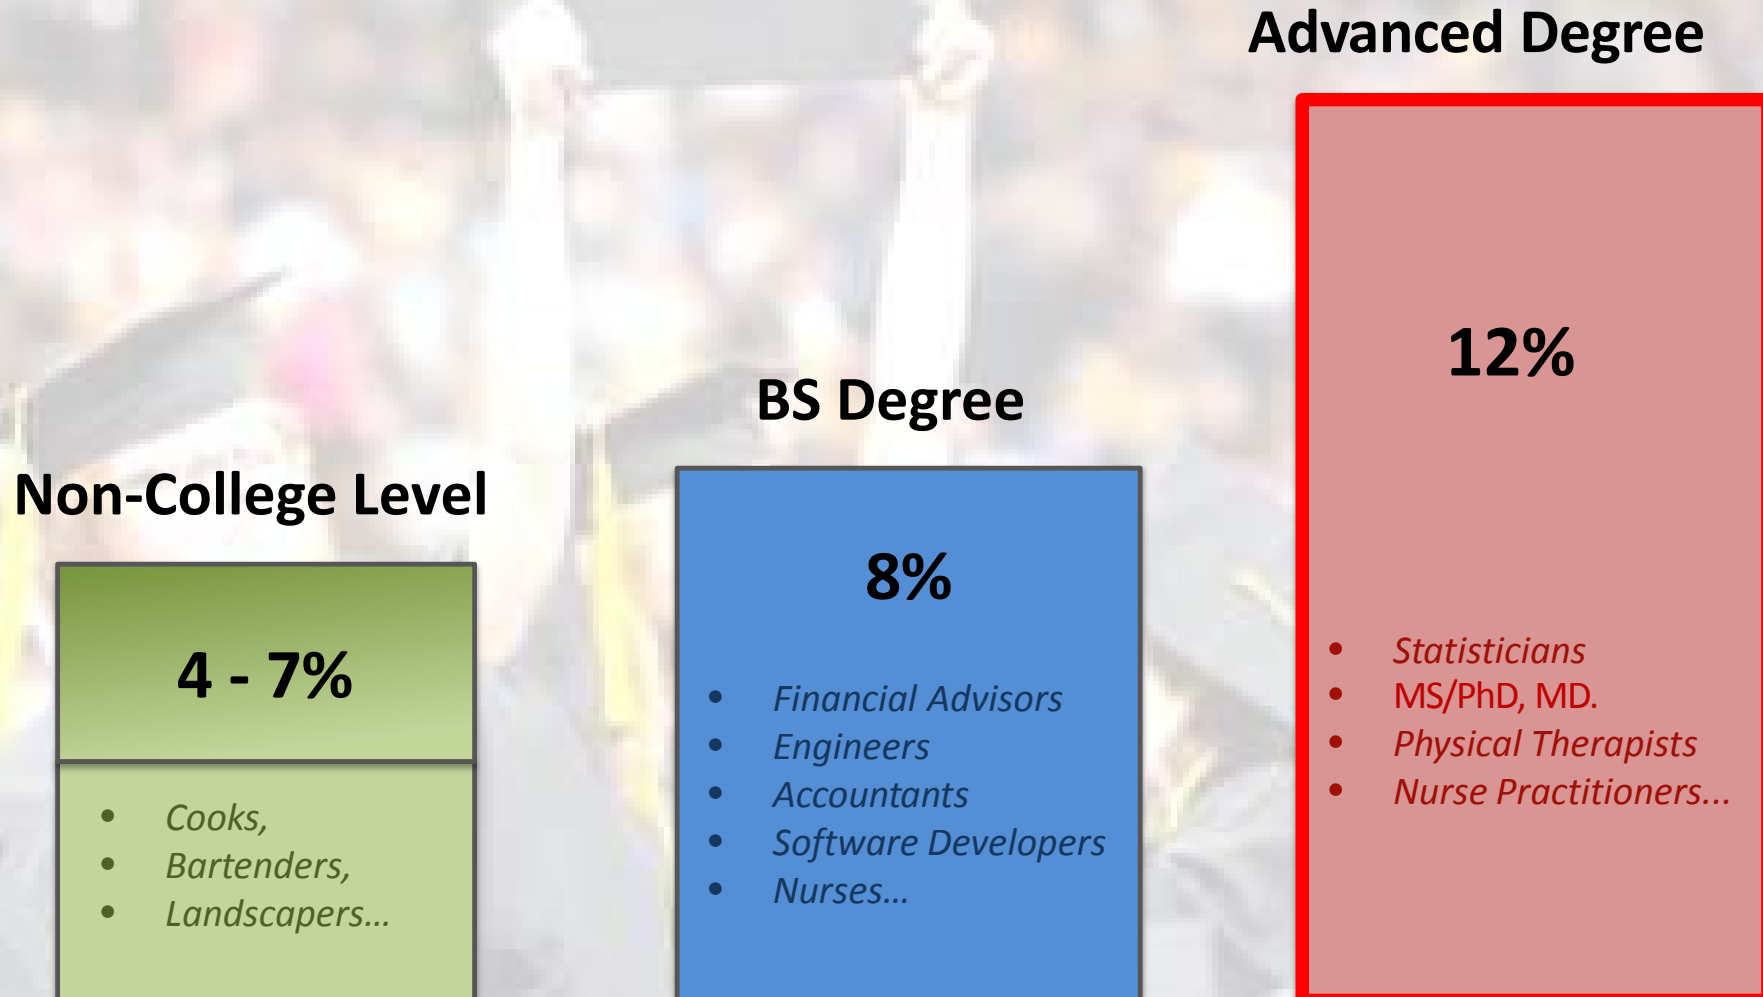 Non-College Level
4 - 7%
• Cooks,
• Bartenders,
• Landscapers...
BS Degree
8%
• Financial Advisors
• Engineers
• Accountants
• Software Developers
• Nurses...
Advanced Degree
12%
• Statisticians
• MS/PhD, MD.
• Physical Therapists
• Nurse Practitioners...